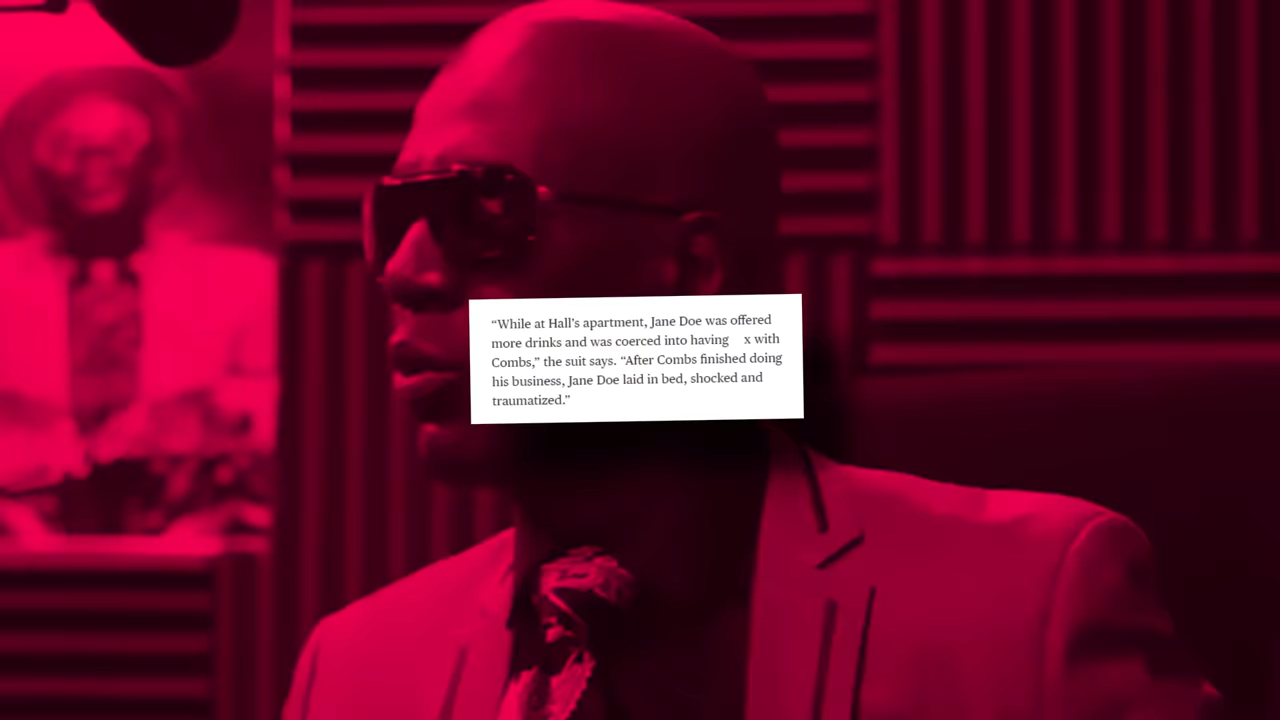 “While at Hall’s apartment, Jane Doe was offered
more drinks and was coerced into having x with
Combs,” the suit says. “After Combs finished doing
his business, Jane Doe laid in bed, shocked and
traumatized.”